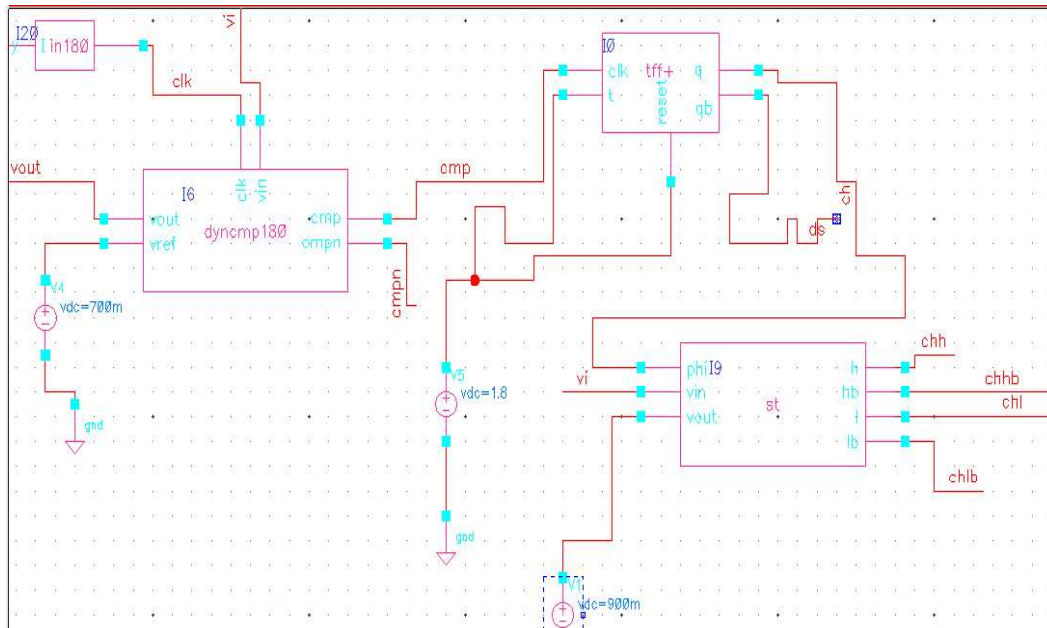 I20
y I in180
clk
vi
vout
I6
clk
vin
vout
vref
dyncmp180
cmp
cmpn
cmp
cmpn
V4
vdc=700m
gnd
I0
clk
t
tff+
reset
q
qb
ch
ds
V5
vdc=1.8
gnd
vi
phi
I9
vin
vout
st
h
hb
l
lb
chh
chhb
chl
chlb
V1
vdc=900m